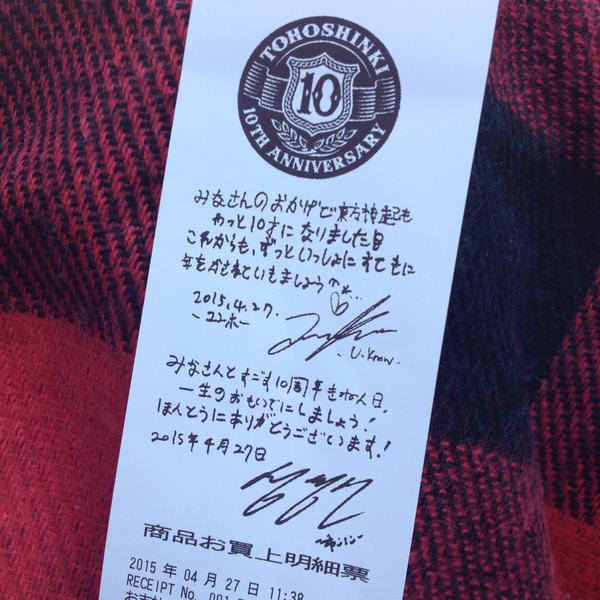 TOHOSHINKI
10
10TH ANNIVERSARY
みなさんのおかげで東方神起も
やっと10才になりました
これからも、ずっといっしょに すてきに
年をかさねていきましょう
2015.4.27.
～ユンホ～
- U.Know -
みなさんとすごす10周年きねん日。
一生のおもいでにしましょう!
ほんとうにありがとうございます!
2015年4月27日
商品お買上明細票
2015 年 04 月 27 日 11:38
RECEIPT No. 001